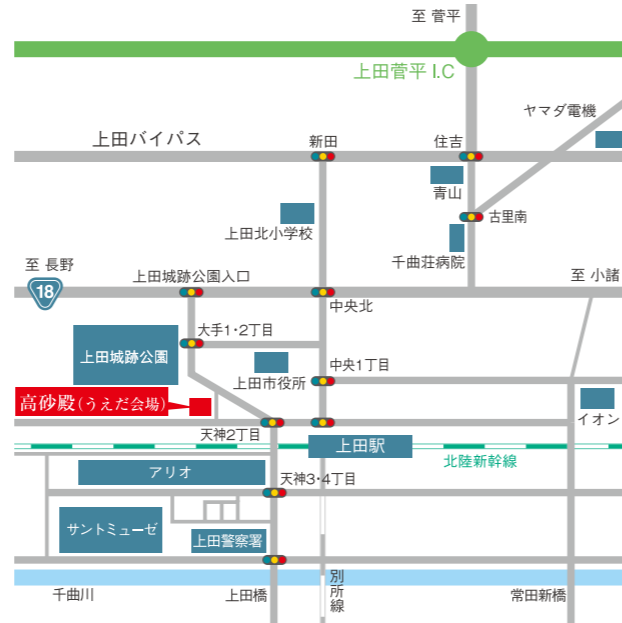 至 菅平
上田菅平 I.C
ヤマダ電機
上田バイパス
新田
住吉
青山
古里南
上田北小学校
千曲荘病院
至 長野
上田城跡公園入口
至 小諸
18
中央北
大手1・2丁目
上田城跡公園
中央1丁目
上田市役所
高砂殿(うえだ会場)
イオン
天神2丁目
上田駅
北陸新幹線
アリオ
天神3・4丁目
サントミューゼ
上田警察署
千曲川
上田橋
別所線
常田新橋